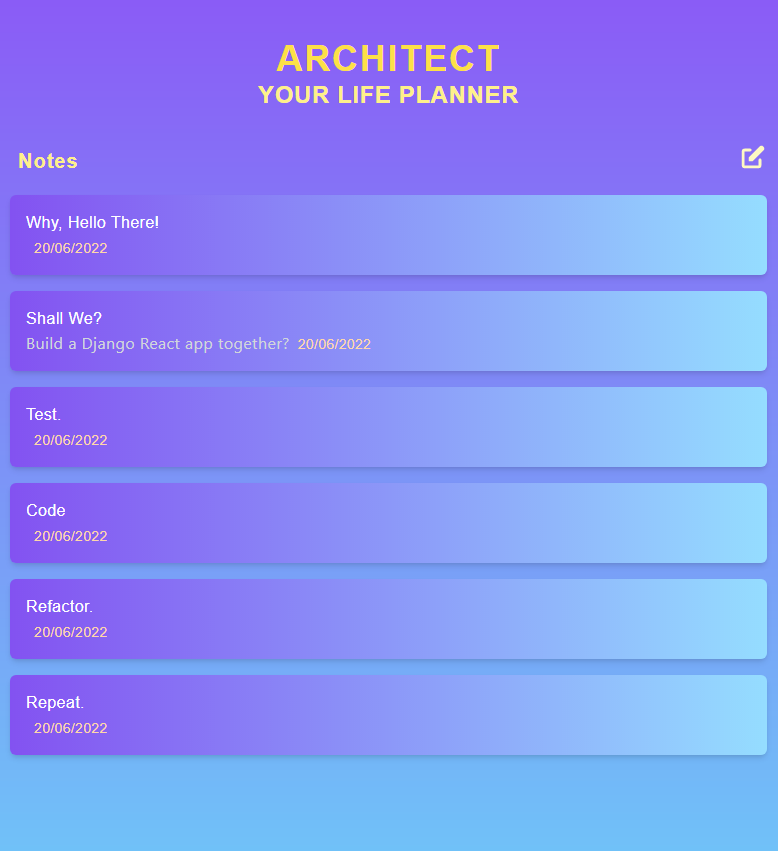 ARCHITECT
YOUR LIFE PLANNER
Notes
Why, Hello There!
20/06/2022
Shall We?
Build a Django React app together? 20/06/2022
Test.
20/06/2022
Code
20/06/2022
Refactor.
20/06/2022
Repeat.
20/06/2022